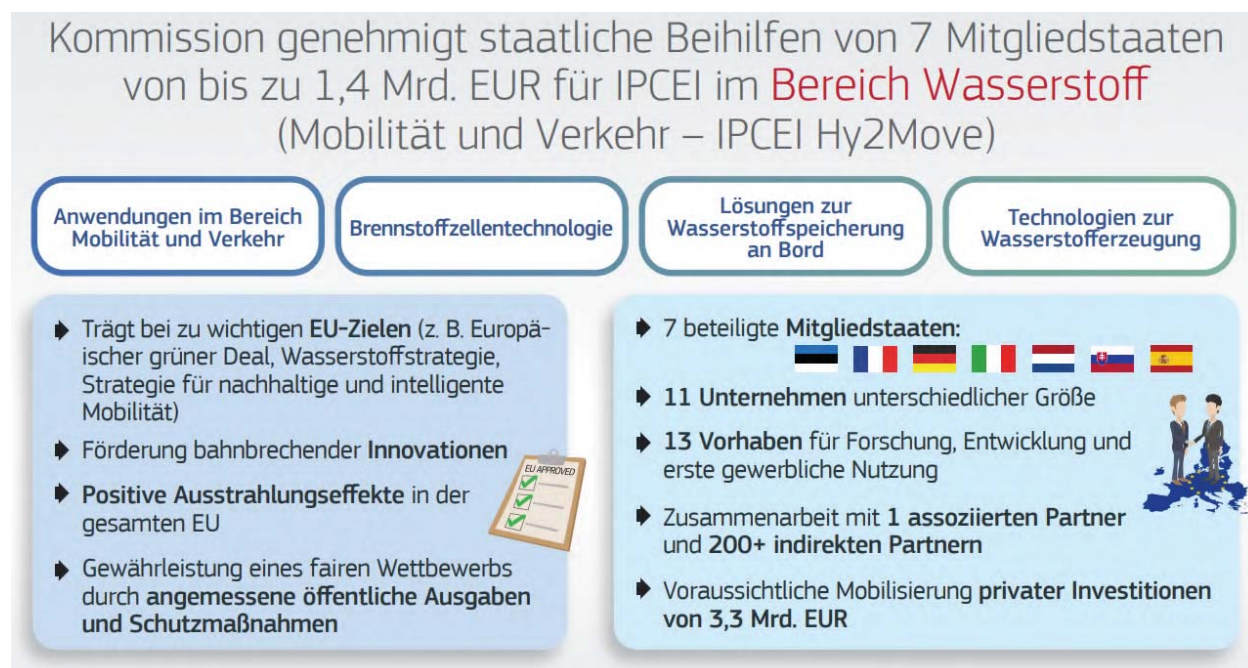 Kommission genehmigt staatliche Beihilfen von 7 Mitgliedstaaten
von bis zu 1,4 Mrd. EUR für IPCEI im Bereich Wasserstoff
(Mobilität und Verkehr – IPCEI Hy2Move)
Anwendungen im Bereich
Mobilität und Verkehr
Brennstoffzellentechnologie
Lösungen zur
Wasserstoffspeicherung
an Bord
Technologien zur
Wasserstofferzeugung
Trägt bei zu wichtigen EU-Zielen (z. B. Europä-
ischer grüner Deal, Wasserstoffstrategie,
Strategie für nachhaltige und intelligente
Mobilität)
Förderung bahnbrechender Innovationen
Positive Ausstrahlungseffekte in der
gesamten EU
Gewährleistung eines fairen Wettbewerbs
durch angemessene öffentliche Ausgaben
und Schutzmaßnahmen
EU APPROVED
7 beteiligte Mitgliedstaaten:
11 Unternehmen unterschiedlicher Größe
13 Vorhaben für Forschung, Entwicklung und
erste gewerbliche Nutzung
Zusammenarbeit mit 1 assoziierten Partner
und 200+ indirekten Partnern
Voraussichtliche Mobilisierung privater Investitionen
von 3,3 Mrd. EUR